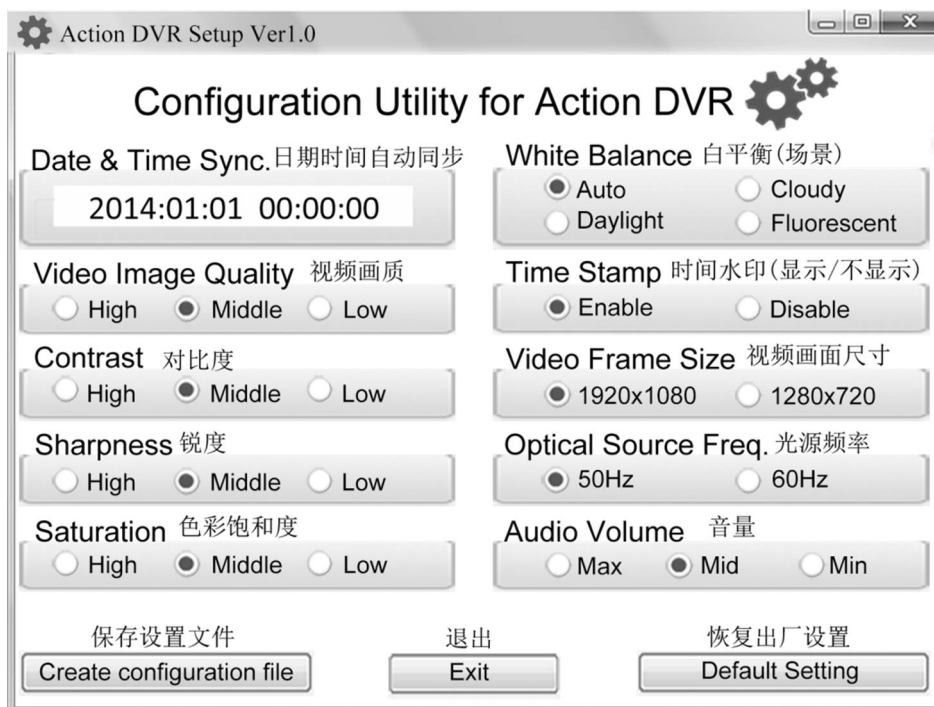 Action DVR Setup Ver1.0
Configuration Utility for Action DVR
Date & Time Sync. 日期时间自动同步
2014:01:01 00:00:00
Video Image Quality 视频画质
High Middle Low
Contrast 对比度
High Middle Low
Sharpness 锐度
High Middle Low
Saturation 色彩饱和度
High Middle Low
White Balance 白平衡(场景)
Auto Cloudy
Daylight Fluorescent
Time Stamp 时间水印(显示/不显示)
Enable Disable
Video Frame Size 视频画面尺寸
1920x1080 1280x720
Optical Source Freq. 光源频率
50Hz 60Hz
Audio Volume 音量
Max Mid Min
保存设置文件 退出 恢复出厂设置
Create configuration file Exit Default Setting